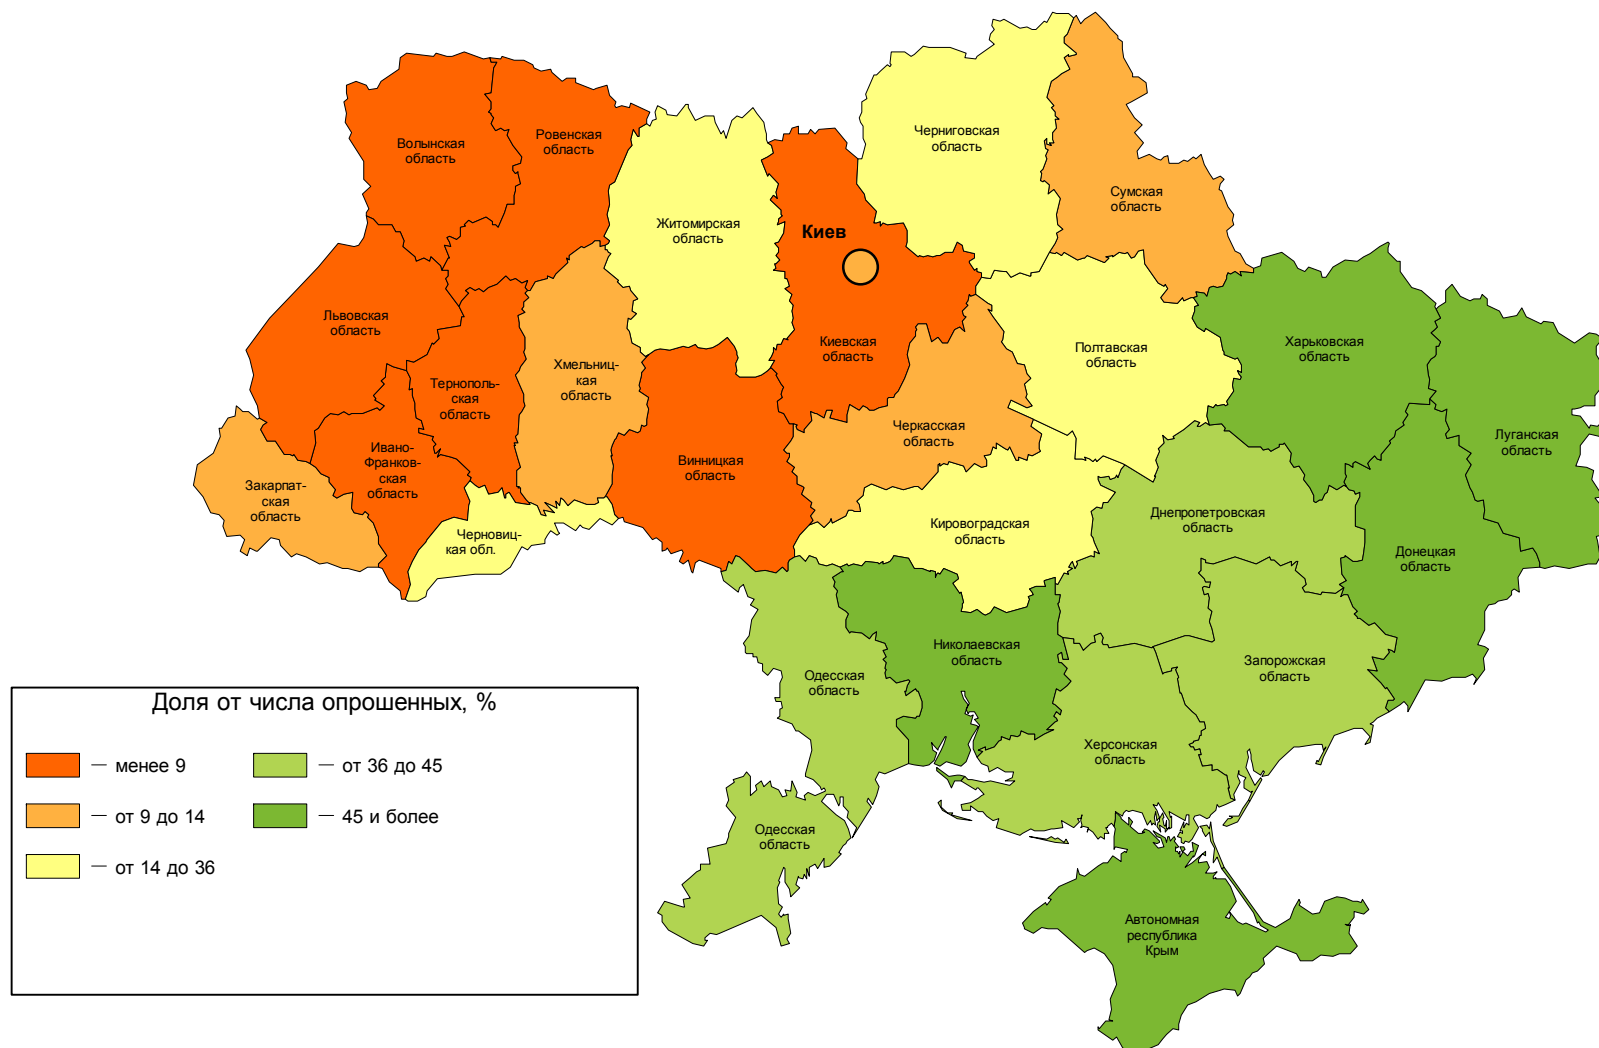 Волынская
область
Ровенская
область
Житомирская
область
Киев
Черниговская
область
Сумская
область
Львовская
область
Тернополь-
ская
область
Хмельниц-
кая
область
Киевская
область
Полтавская
область
Харьковская
область
Луганская
область
Черкасская
область
Винницкая
область
Ивано-
Франков-
ская
область
Закарпат-
ская
область
Черновиц-
кая обл.
Кировоградская
область
Днепропетровская
область
Донецкая
область
Николаевская
область
Одесская
область
Запорожская
область
Херсонская
область
Одесская
область
Автономная
республика
Крым
Доля от числа опрошенных, %
— менее 9
— от 9 до 14
— от 14 до 36
— от 36 до 45
— 45 и более